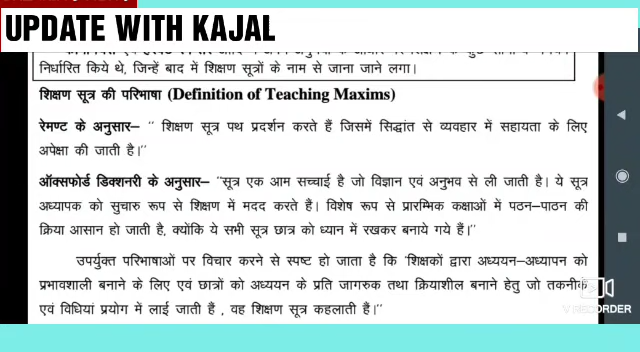 UPDATE WITH KAJAL
निर्धारित किये थे, जिन्हें बाद में शिक्षण सूत्रों के नाम से जाना जाने लगा।
शिक्षण सूत्र की परिभाषा (Definition of Teaching Maxims)
रेमण्ट के अनुसार– " शिक्षण सूत्र पथ प्रदर्शन करते हैं जिसमें सिद्धांत से व्यवहार में सहायता के लिए
अपेक्षा की जाती है।"
ऑक्सफोर्ड डिक्शनरी के अनुसार– "सूत्र एक आम सच्चाई है जो विज्ञान एवं अनुभव से ली जाती है। ये सूत्र
अध्यापक को सुचारु रूप से शिक्षण में मदद करते हैं। विशेष रूप से प्रारम्भिक कक्षाओं में पठन–पाठन की
क्रिया आसान हो जाती है, क्योंकि ये सभी सूत्र छात्र को ध्यान में रखकर बनाये गये हैं।"
उपर्युक्त परिभाषाओं पर विचार करने से स्पष्ट हो जाता है कि 'शिक्षकों द्वारा अध्ययन–अध्यापन को
प्रभावशाली बनाने के लिए एवं छात्रों को अध्ययन के प्रति जागरुक तथा क्रियाशील बनाने हेतु जो तकनीकें
एवं विधियां प्रयोग में लाई जाती हैं , वह शिक्षण सूत्र कहलाती हैं।"